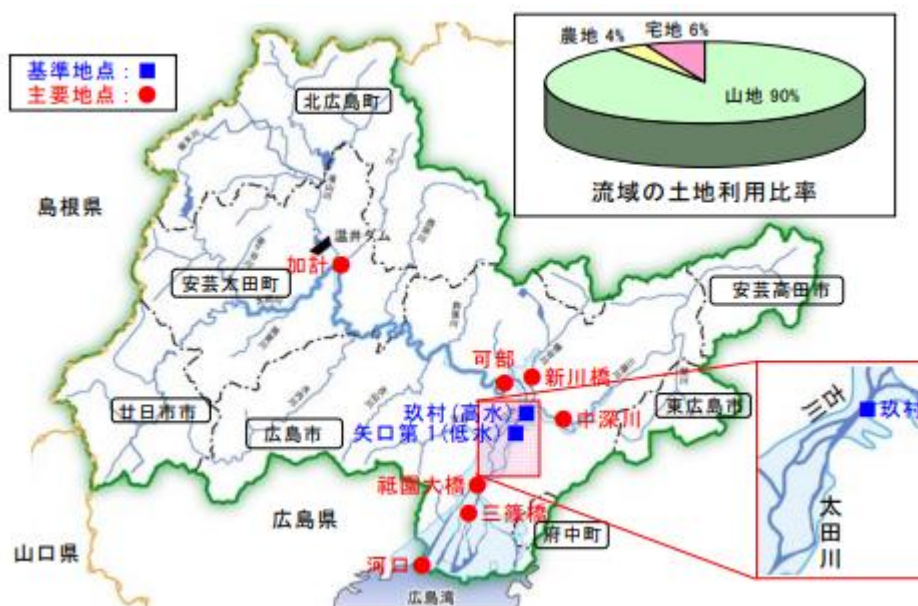 基準地点：■
主要地点：●
農地 4%
宅地 6%
山地 90%
流域の土地利用比率
北広島町
島根県
温井ダム
加計
安芸太田町
安芸高田市
可部
新川橋
廿日市市
広島市
玖村(高水)
矢口第1(低水)
中深川
東広島市
古川
玖村
太田川
祇園大橋
三篠橋
広島県
府中町
山口県
河口
広島湾